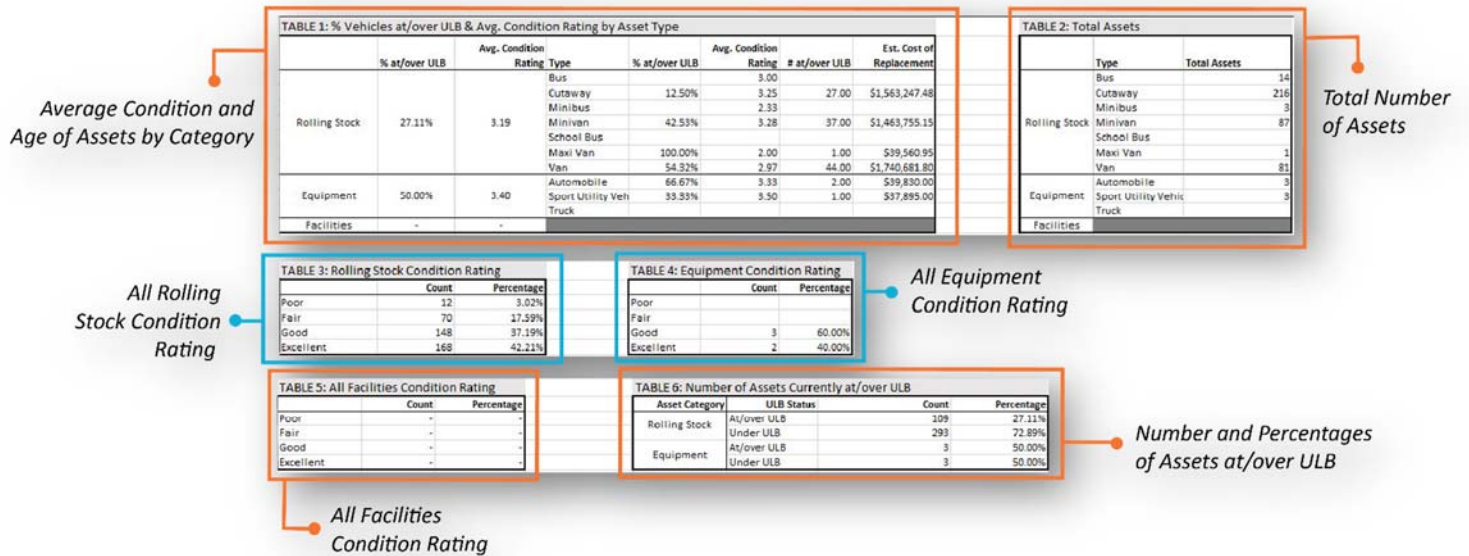 TABLE 1: % Vehicles at/over ULB & Avg. Condition Rating by Asset Type
% at/over ULB Avg. Condition Rating Type % at/over ULB Avg. Condition Rating # at/over ULB Est. Cost of Replacement
Rolling Stock 27.11% 3.19
Bus 3.00
Cutaway 12.50% 3.25 27.00 $1,563,247.48
Minibus 2.33
Minivan 42.53% 3.28 37.00 $1,463,755.15
School Bus
Maxi Van 100.00% 2.00 1.00 $39,560.95
Van 54.32% 2.97 44.00 $1,740,681.80
Equipment 50.00% 3.40
Automobile 66.67% 3.33 2.00 $39,830.00
Sport Utility Veh 33.33% 3.50 1.00 $37,895.00
Truck
Facilities - -
Average Condition and
Age of Assets by Category
TABLE 2: Total Assets
Type Total Assets
Rolling Stock
Bus 14
Cutaway 216
Minibus 3
Minivan 87
School Bus
Maxi Van 1
Van 81
Equipment
Automobile 3
Sport Utility Vehic 3
Truck
Facilities
Total Number
of Assets
All Rolling
Stock Condition
Rating
TABLE 3: Rolling Stock Condition Rating
Count Percentage
Poor 12 3.02%
Fair 70 17.59%
Good 148 37.19%
Excellent 168 42.21%
TABLE 4: Equipment Condition Rating
Count Percentage
Poor
Fair
Good 3 60.00%
Excellent 2 40.00%
All Equipment
Condition Rating
TABLE 5: All Facilities Condition Rating
Count Percentage
Poor - -
Fair - -
Good - -
Excellent - -
All Facilities
Condition Rating
TABLE 6: Number of Assets Currently at/over ULB
Asset Category ULB Status Count Percentage
Rolling Stock
At/over ULB 109 27.11%
Under ULB 293 72.89%
Equipment
At/over ULB 3 50.00%
Under ULB 3 50.00%
Number and Percentages
of Assets at/over ULB